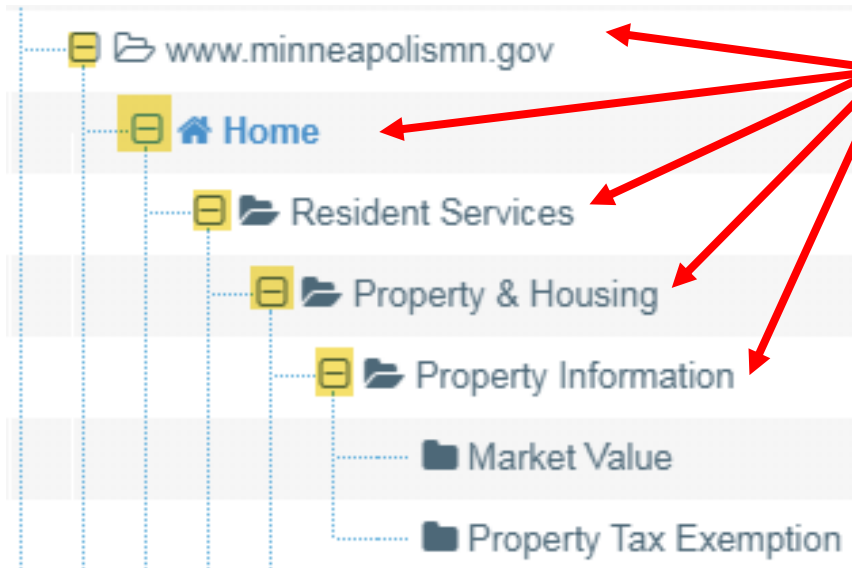 www.minneapolismn.gov
Home
Resident Services
Property & Housing
Property Information
Market Value
Property Tax Exemption